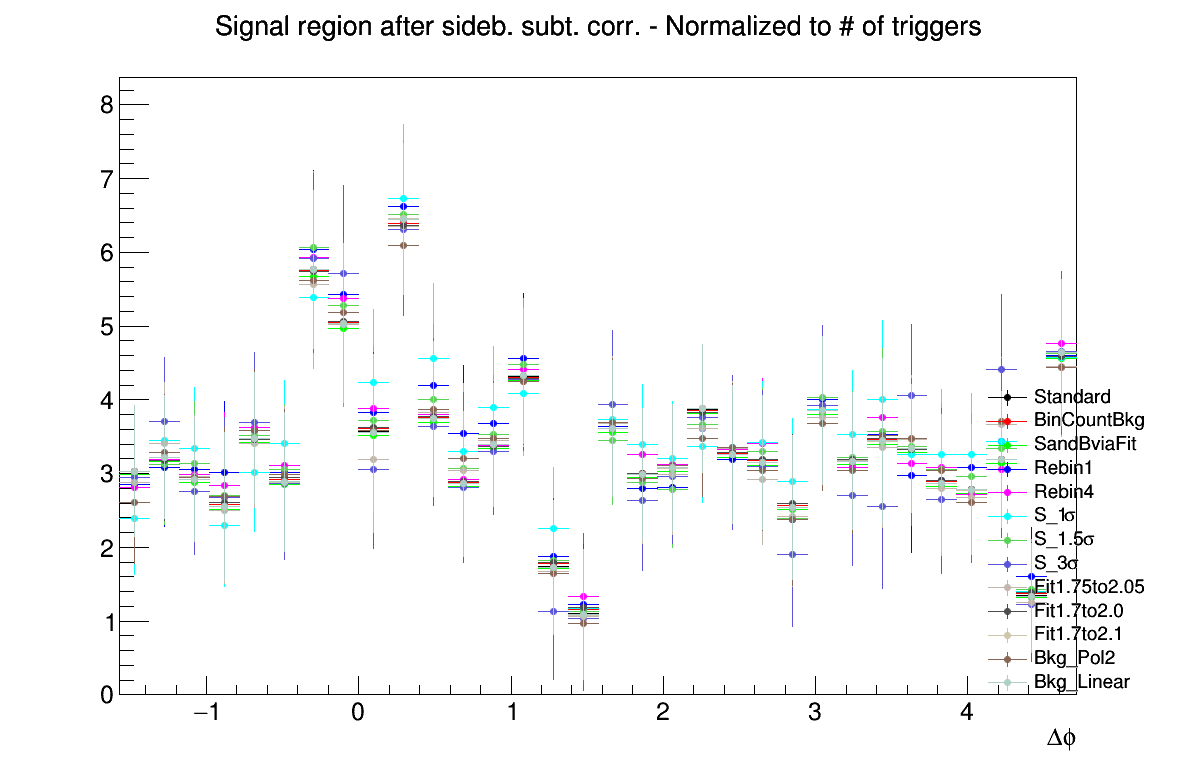 Signal region after sideb. subt. corr. - Normalized to # of triggers
8
7
6
5
4
3
2
1
0
Standard
BinCountBkg
SandBviaFit
Rebin1
Rebin4
S_1σ
S_1.5σ
S_3σ
Fit1.75to2.05
Fit1.7to2.0
Fit1.7to2.1
Bkg_Pol2
Bkg_Linear
−1 0 1 2 3 4
Δϕ